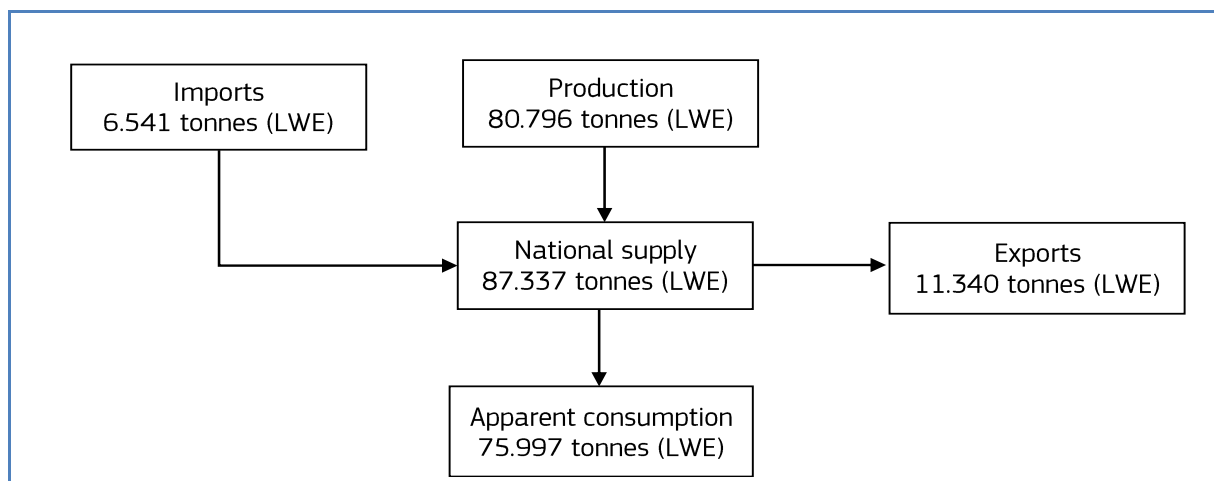 Imports
6.541 tonnes (LWE)
Production
80.796 tonnes (LWE)
National supply
87.337 tonnes (LWE)
Exports
11.340 tonnes (LWE)
Apparent consumption
75.997 tonnes (LWE)